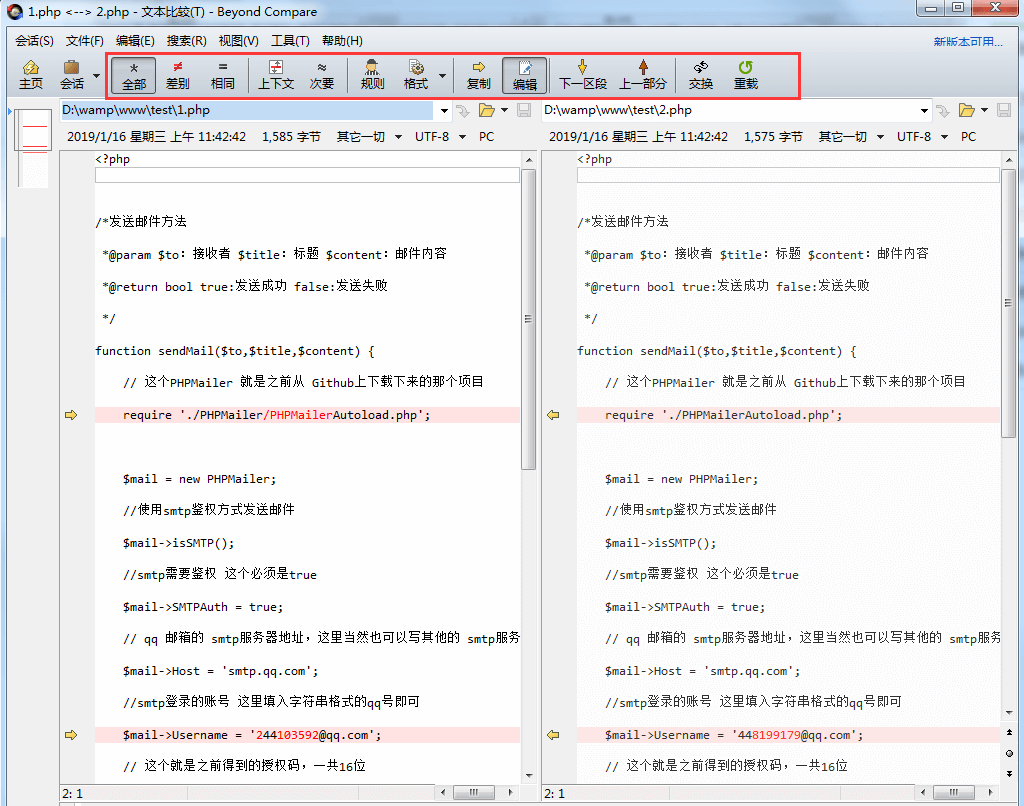 1.php <--> 2.php - 文本比较(T) - Beyond Compare
会话(S) 文件(F) 编辑(E) 搜索(R) 视图(V) 工具(T) 帮助(H)
新版本可用...
主页 会话 全部 差别 相同 上下文 次要 规则 格式 复制 编辑 下一区段 上一部分 交换 重载
D:\wamp\www\test\1.php
D:\wamp\www\test\2.php
2019/1/16 星期三 上午 11:42:42 1,585 字节 其它一切 UTF-8 PC
2019/1/16 星期三 上午 11:42:42 1,575 字节 其它一切 UTF-8 PC
<?php
/*发送邮件方法
*@param $to：接收者 $title：标题 $content：邮件内容
*@return bool true:发送成功 false:发送失败
*/
function sendMail($to,$title,$content) {
// 这个PHPMailer 就是之前从 Github上下载下来的那个项目
require './PHPMailer/PHPMailerAutoload.php';
$mail = new PHPMailer;
//使用smtp鉴权方式发送邮件
$mail->isSMTP();
//smtp需要鉴权 这个必须是true
$mail->SMTPAuth = true;
// qq 邮箱的 smtp服务器地址，这里当然也可以写其他的 smtp服务
$mail->Host = 'smtp.qq.com';
//smtp登录的账号 这里填入字符串格式的qq号即可
$mail->Username = '244103592@qq.com';
// 这个就是之前得到的授权码，一共16位
2: 1
<?php
/*发送邮件方法
*@param $to：接收者 $title：标题 $content：邮件内容
*@return bool true:发送成功 false:发送失败
*/
function sendMail($to,$title,$content) {
// 这个PHPMailer 就是之前从 Github上下载下来的那个项目
require './PHPMailerAutoload.php';
$mail = new PHPMailer;
//使用smtp鉴权方式发送邮件
$mail->isSMTP();
//smtp需要鉴权 这个必须是true
$mail->SMTPAuth = true;
// qq 邮箱的 smtp服务器地址，这里当然也可以写其他的 smtp服务
$mail->Host = 'smtp.qq.com';
//smtp登录的账号 这里填入字符串格式的qq号即可
$mail->Username = '448199179@qq.com';
// 这个就是之前得到的授权码，一共16位
2: 1